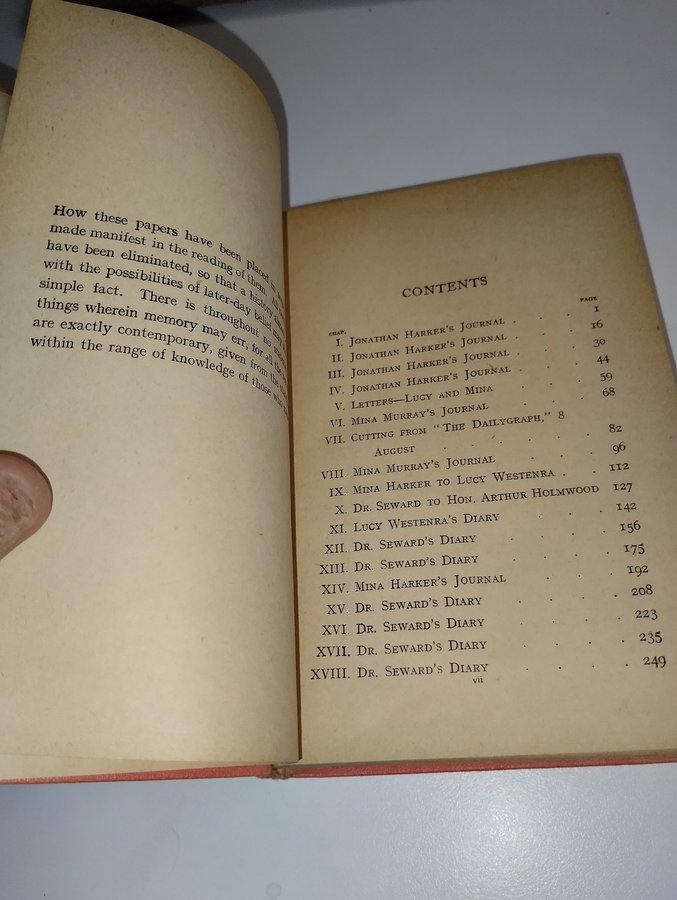 How these papers have been placed in
made manifest in the reading of them. All
have been eliminated, so that a history
with the possibilities of later-day belief
simple fact. There is throughout no
things wherein memory may err, for all the
are exactly contemporary, given from the
within the range of knowledge of those who
CONTENTS
CHAP. PAGE
I. JONATHAN HARKER'S JOURNAL . . . 1
II. JONATHAN HARKER'S JOURNAL . . . 16
III. JONATHAN HARKER'S JOURNAL . . . 30
IV. JONATHAN HARKER'S JOURNAL . . . 44
V. LETTERS—LUCY AND MINA . . . 59
VI. MINA MURRAY'S JOURNAL . . . 68
VII. CUTTING FROM "THE DAILYGRAPH," 8
AUGUST . . . . 82
VIII. MINA MURRAY'S JOURNAL . . . 96
IX. MINA HARKER TO LUCY WESTENRA . . 112
X. DR. SEWARD TO HON. ARTHUR HOLMWOOD 127
XI. LUCY WESTENRA'S DIARY . . . 142
XII. DR. SEWARD'S DIARY . . . . 156
XIII. DR. SEWARD'S DIARY . . . . 175
XIV. MINA HARKER'S JOURNAL . . . 192
XV. DR. SEWARD'S DIARY . . . . 208
XVI. DR. SEWARD'S DIARY . . . . 223
XVII. DR. SEWARD'S DIARY . . . . 235
XVIII. DR. SEWARD'S DIARY . . . . 249
vii